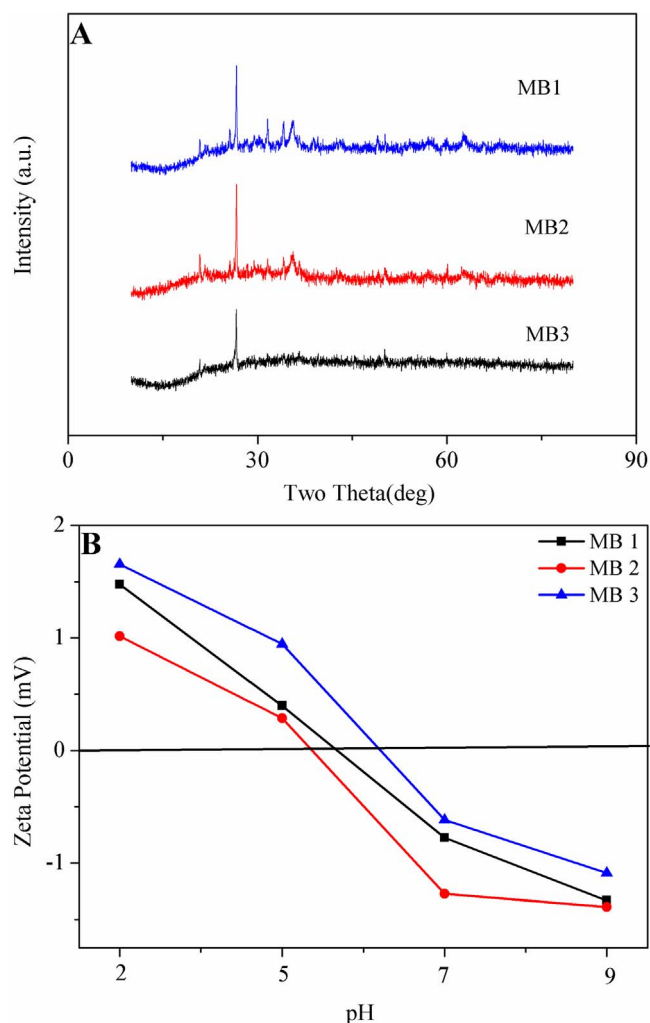 A
MB1
MB2
MB3
Intensity (a.u.)
0
30
60
90
Two Theta(deg)
B
MB 1
MB 2
MB 3
2
1
0
-1
Zeta Potential (mV)
2
5
7
9
pH